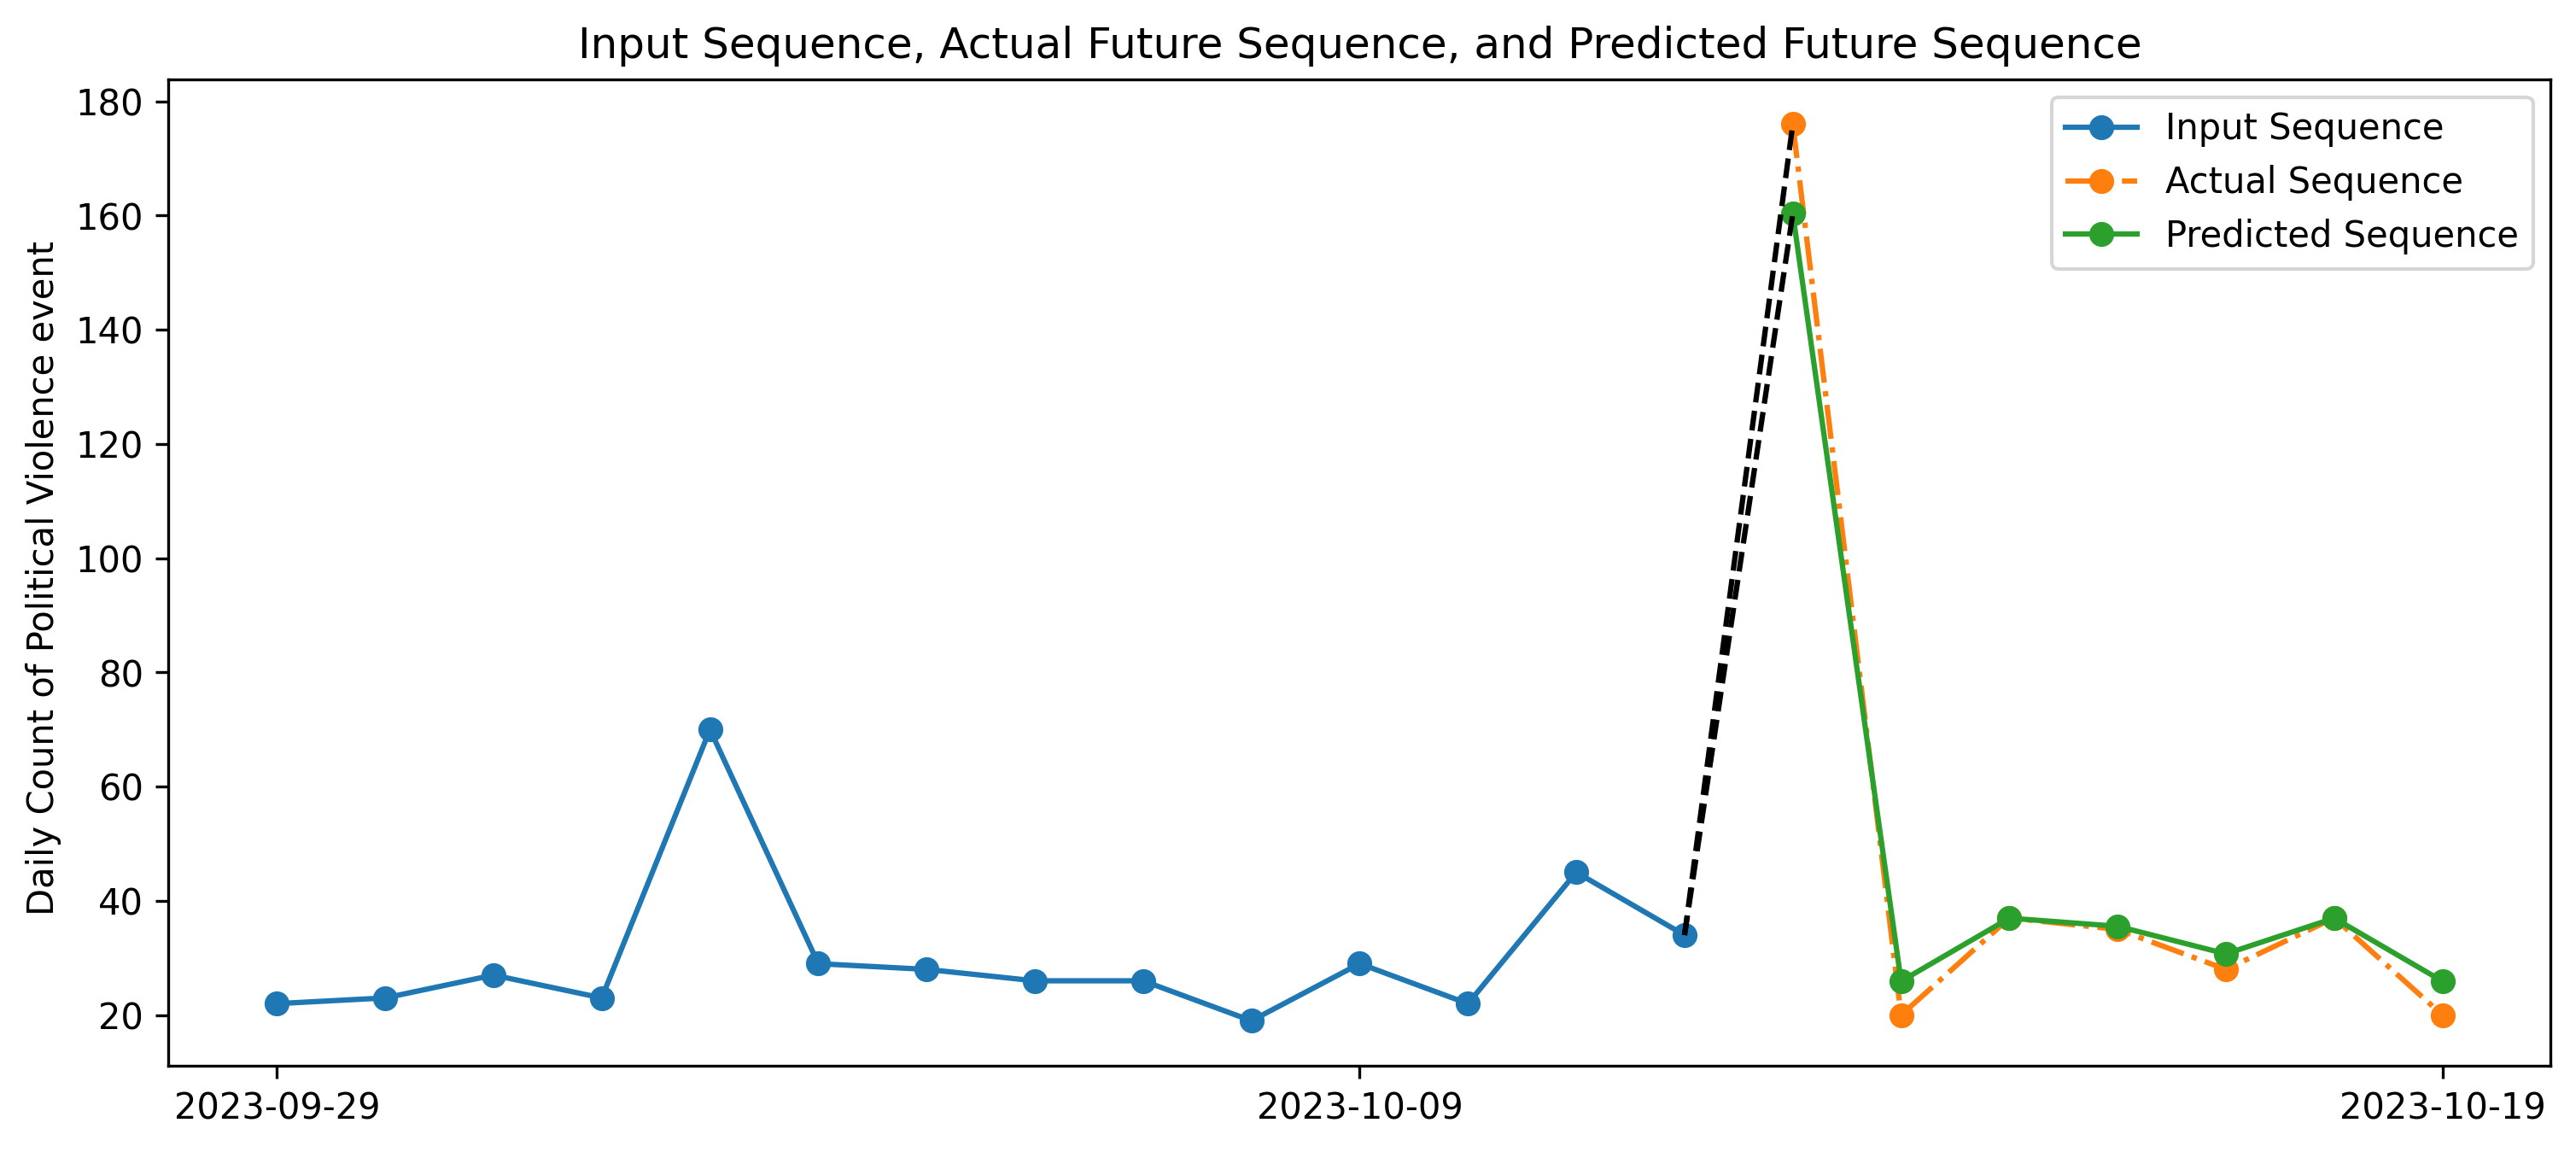 Input Sequence, Actual Future Sequence, and Predicted Future Sequence
Daily Count of Political Violence event
180
160
140
120
100
80
60
40
20
Input Sequence
Actual Sequence
Predicted Sequence
2023-09-29
2023-10-09
2023-10-19